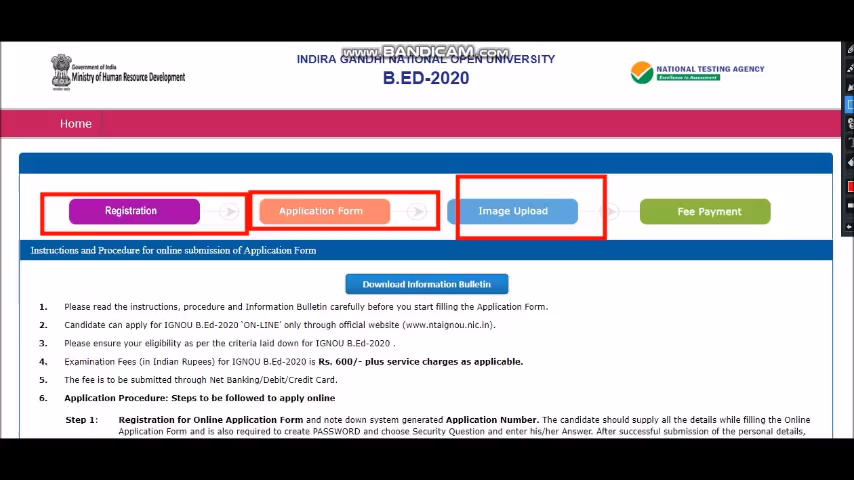 www.BANDICAM.com
INDIRA GANDHI NATIONAL OPEN UNIVERSITY
B.ED-2020
Government of India
Ministry of Human Resource Development
NATIONAL TESTING AGENCY
Excellence in Assessment
Home
Registration
Application Form
Image Upload
Fee Payment
Instructions and Procedure for online submission of Application Form
Download Information Bulletin
1. Please read the instructions, procedure and Information Bulletin carefully before you start filling the Application Form.
2. Candidate can apply for IGNOU B.Ed-2020 `ON-LINE' only through official website (www.ntaignou.nic.in).
3. Please ensure your eligibility as per the criteria laid down for IGNOU B.Ed-2020 .
4. Examination Fees (in Indian Rupees) for IGNOU B.Ed-2020 is Rs. 600/- plus service charges as applicable.
5. The fee is to be submitted through Net Banking/Debit/Credit Card.
6. Application Procedure: Steps to be followed to apply online
Step 1: Registration for Online Application Form and note down system generated Application Number. The candidate should supply all the details while filling the Online
Application Form and is also required to create PASSWORD and choose Security Question and enter his/her Answer. After successful submission of the personal details,